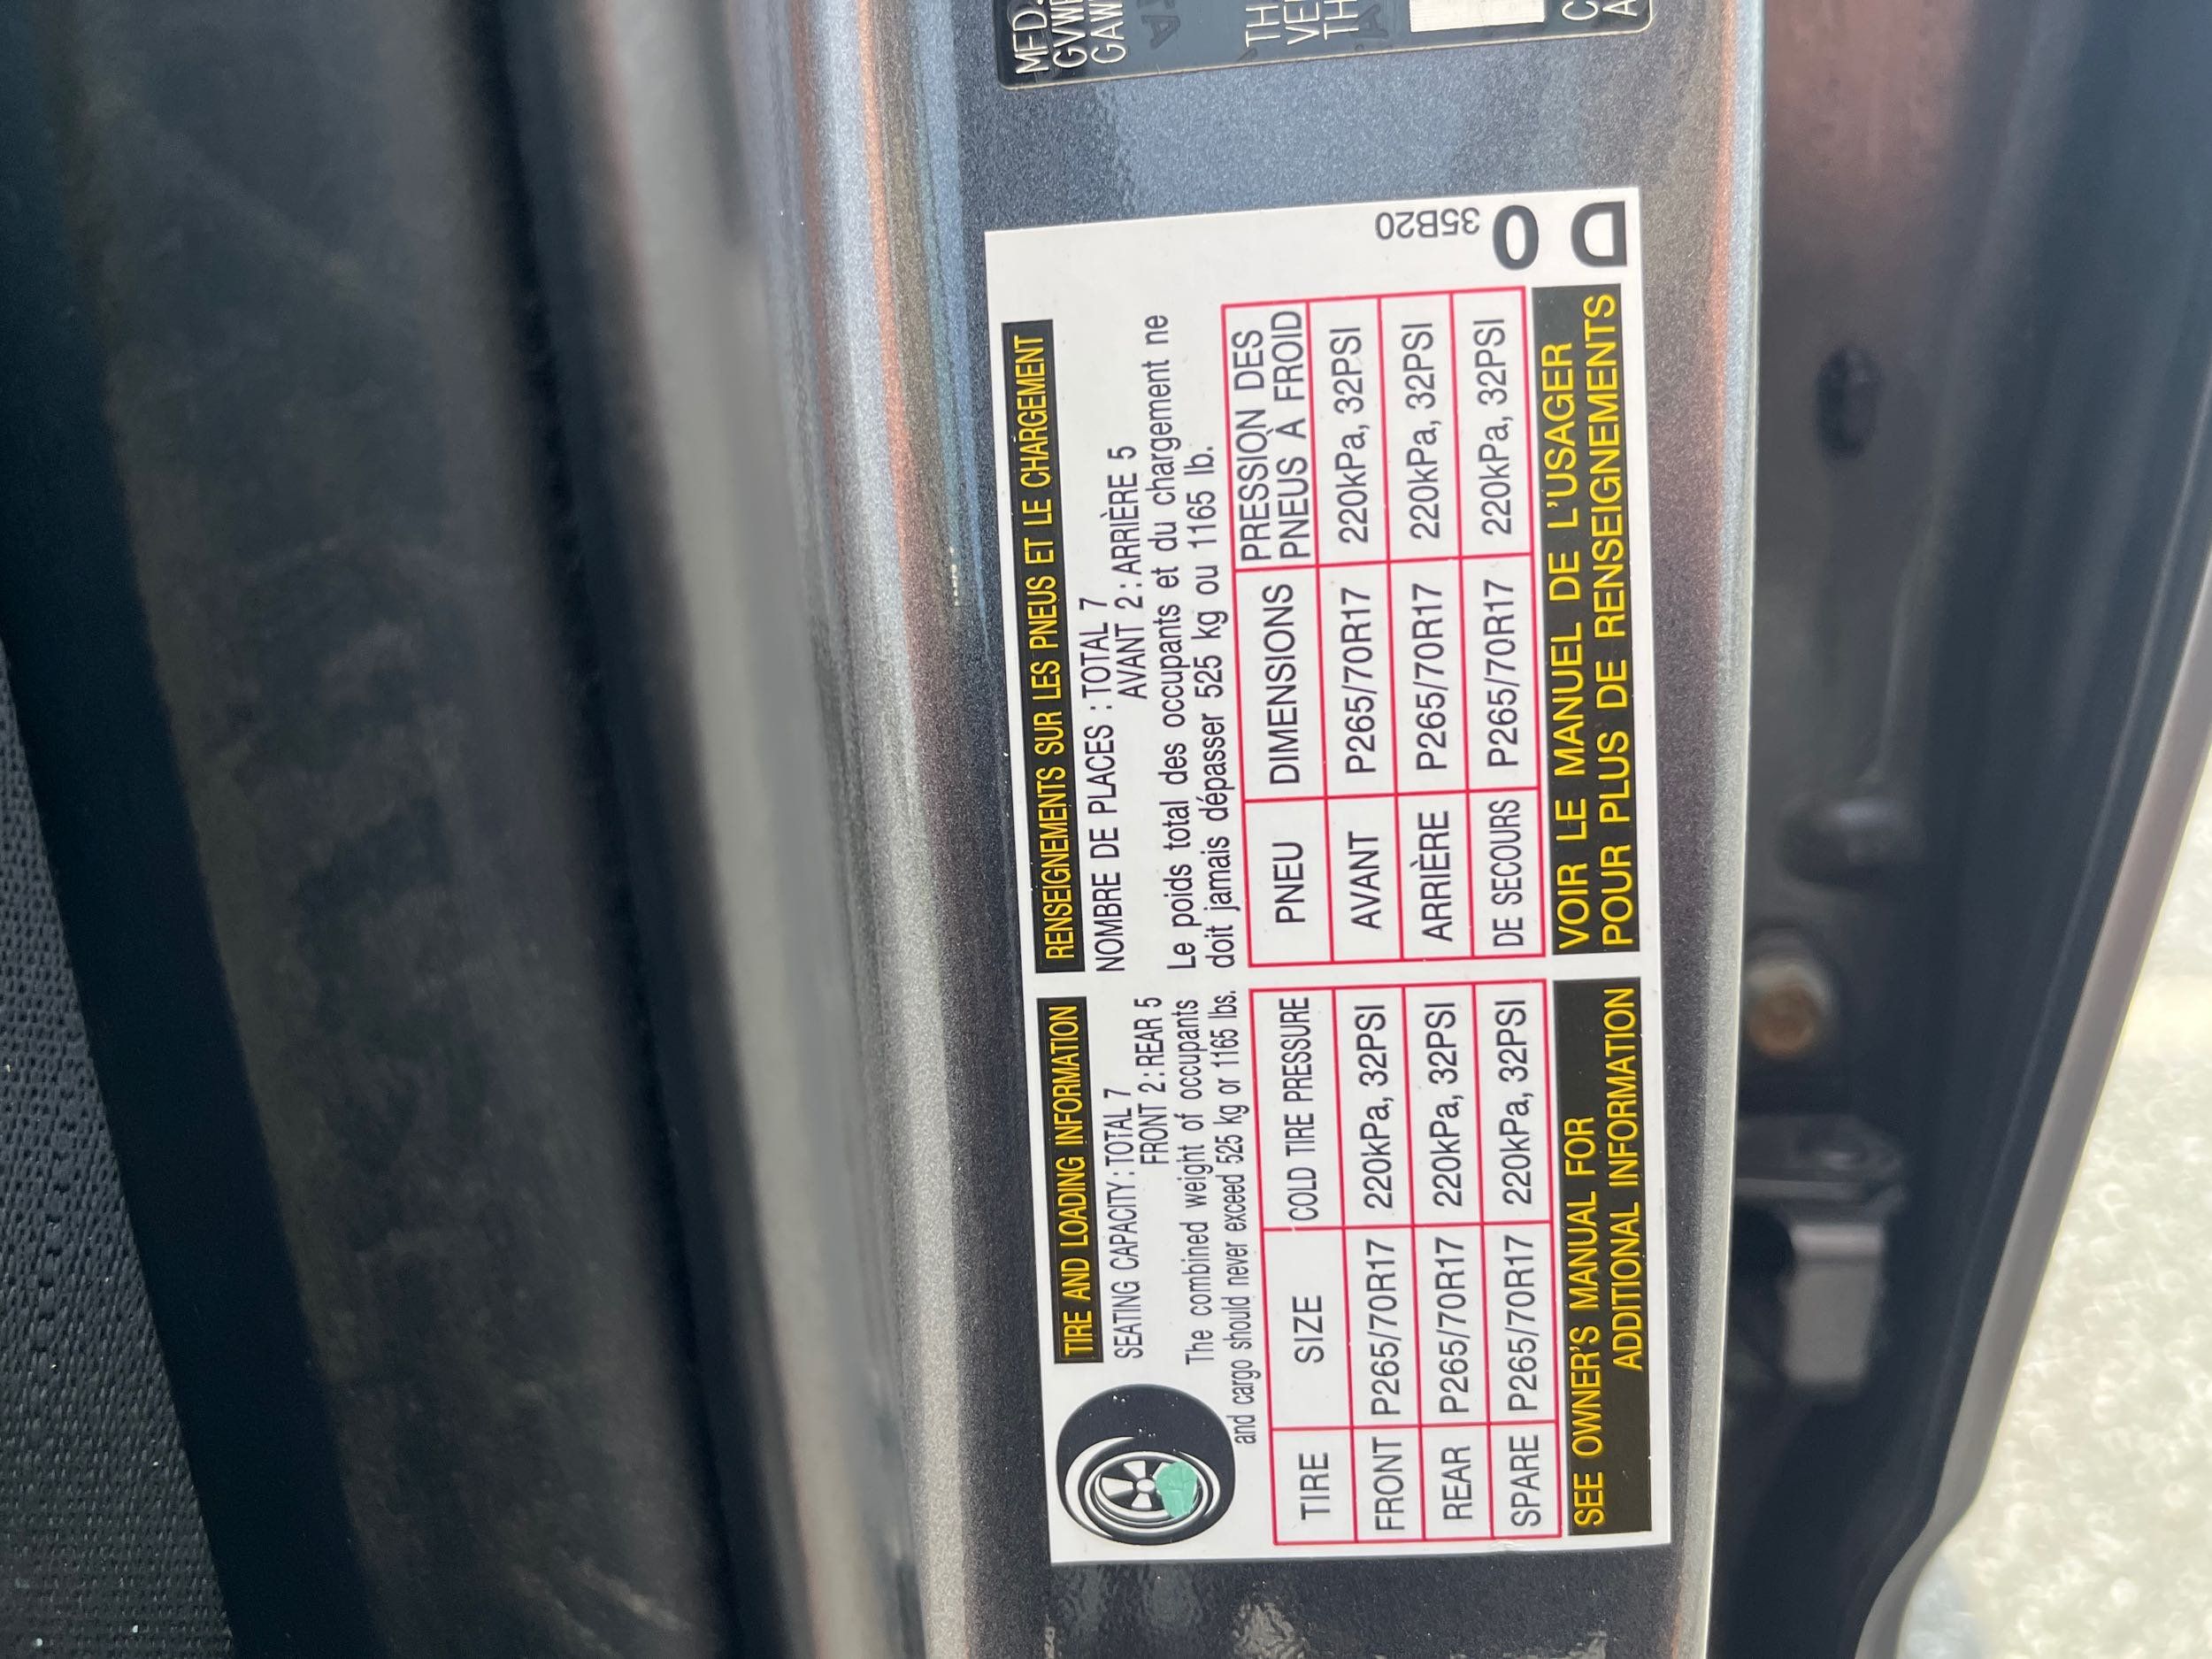 TIRE AND LOADING INFORMATION
SEATING CAPACITY : TOTAL 7
FRONT 2 : REAR 5
The combined weight of occupants
and cargo should never exceed 525 kg or 1165 lbs.
TIRE SIZE COLD TIRE PRESSURE
FRONT P265/70R17 220kPa, 32PSI
REAR P265/70R17 220kPa, 32PSI
SPARE P265/70R17 220kPa, 32PSI
SEE OWNER'S MANUAL FOR
ADDITIONAL INFORMATION
RENSEIGNEMENTS SUR LES PNEUS ET LE CHARGEMENT
NOMBRE DE PLACES : TOTAL 7
AVANT 2 : ARRIÈRE 5
Le poids total des occupants et du chargement ne
doit jamais dépasser 525 kg ou 1165 lb.
PNEU DIMENSIONS PRESSION DES
PNEUS À FROID
AVANT P265/70R17 220kPa, 32PSI
ARRIÈRE P265/70R17 220kPa, 32PSI
DE SECOURS P265/70R17 220kPa, 32PSI
VOIR LE MANUEL DE L'USAGER
POUR PLUS DE RENSEIGNEMENTS
35B20
0
D
MFD.